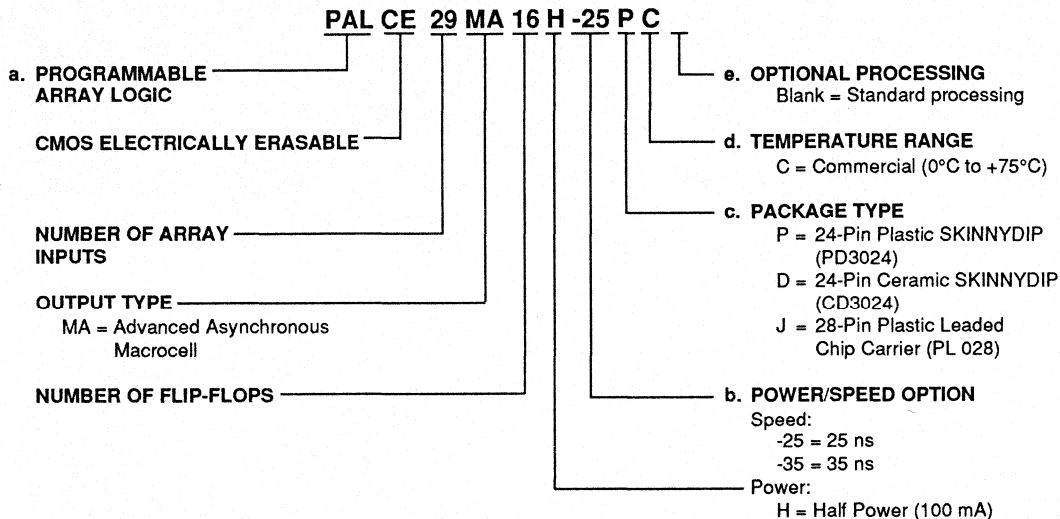 PAL CE 29 MA 16 H -25 P C
a. PROGRAMMABLE
ARRAY LOGIC
CMOS ELECTRICALLY ERASABLE
NUMBER OF ARRAY
INPUTS
OUTPUT TYPE
MA = Advanced Asynchronous
Macrocell
NUMBER OF FLIP-FLOPS
e. OPTIONAL PROCESSING
Blank = Standard processing
d. TEMPERATURE RANGE
C = Commercial (0°C to +75°C)
c. PACKAGE TYPE
P = 24-Pin Plastic SKINNYDIP
(PD3024)
D = 24-Pin Ceramic SKINNYDIP
(CD3024)
J = 28-Pin Plastic Leaded
Chip Carrier (PL 028)
b. POWER/SPEED OPTION
Speed:
-25 = 25 ns
-35 = 35 ns
Power:
H = Half Power (100 mA)